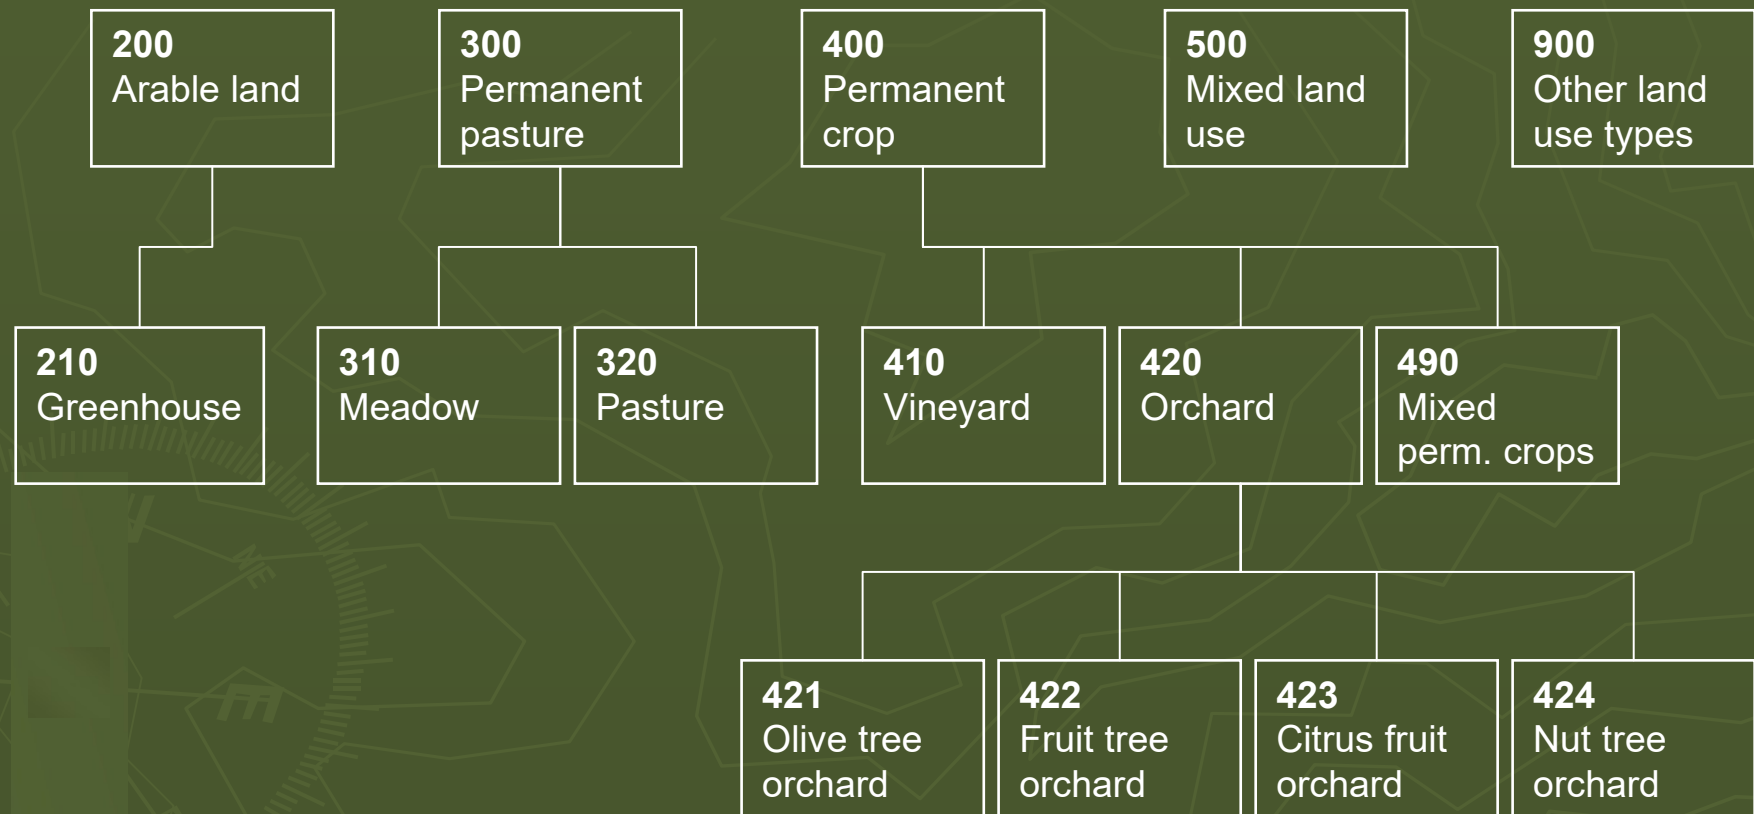 200
Arable land
300
Permanent
pasture
400
Permanent
crop
500
Mixed land
use
900
Other land
use types
210
Greenhouse
310
Meadow
320
Pasture
410
Vineyard
420
Orchard
490
Mixed
perm. crops
N
NE
E
421
Olive tree
orchard
422
Fruit tree
orchard
423
Citrus fruit
orchard
424
Nut tree
orchard